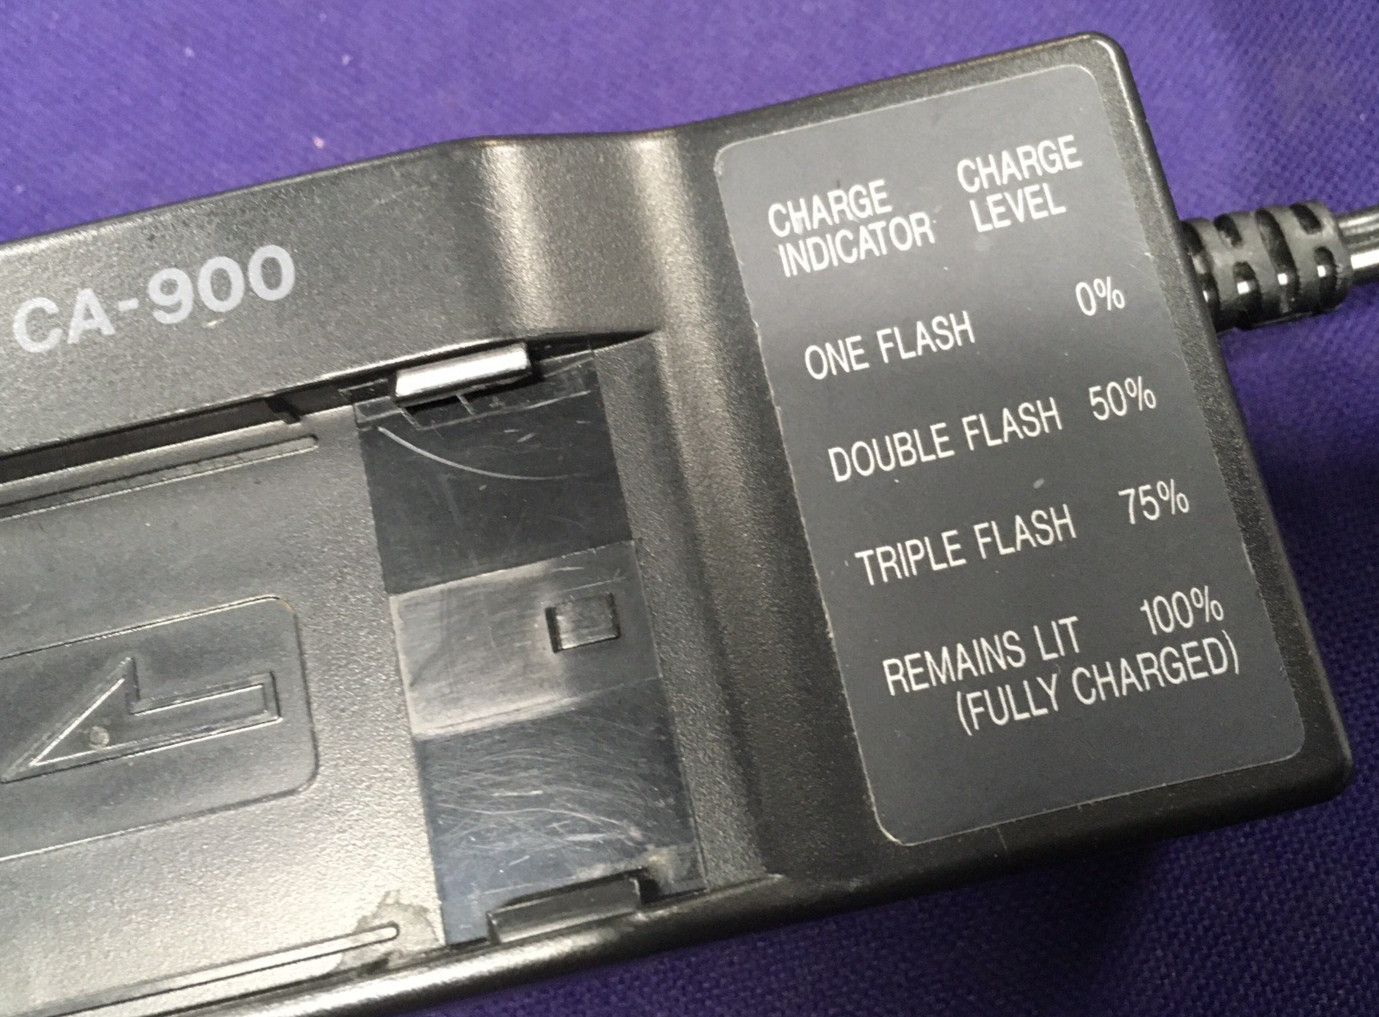 CA-900
CHARGE INDICATOR CHARGE LEVEL
ONE FLASH 0%
DOUBLE FLASH 50%
TRIPLE FLASH 75%
REMAINS LIT 100%
(FULLY CHARGED)